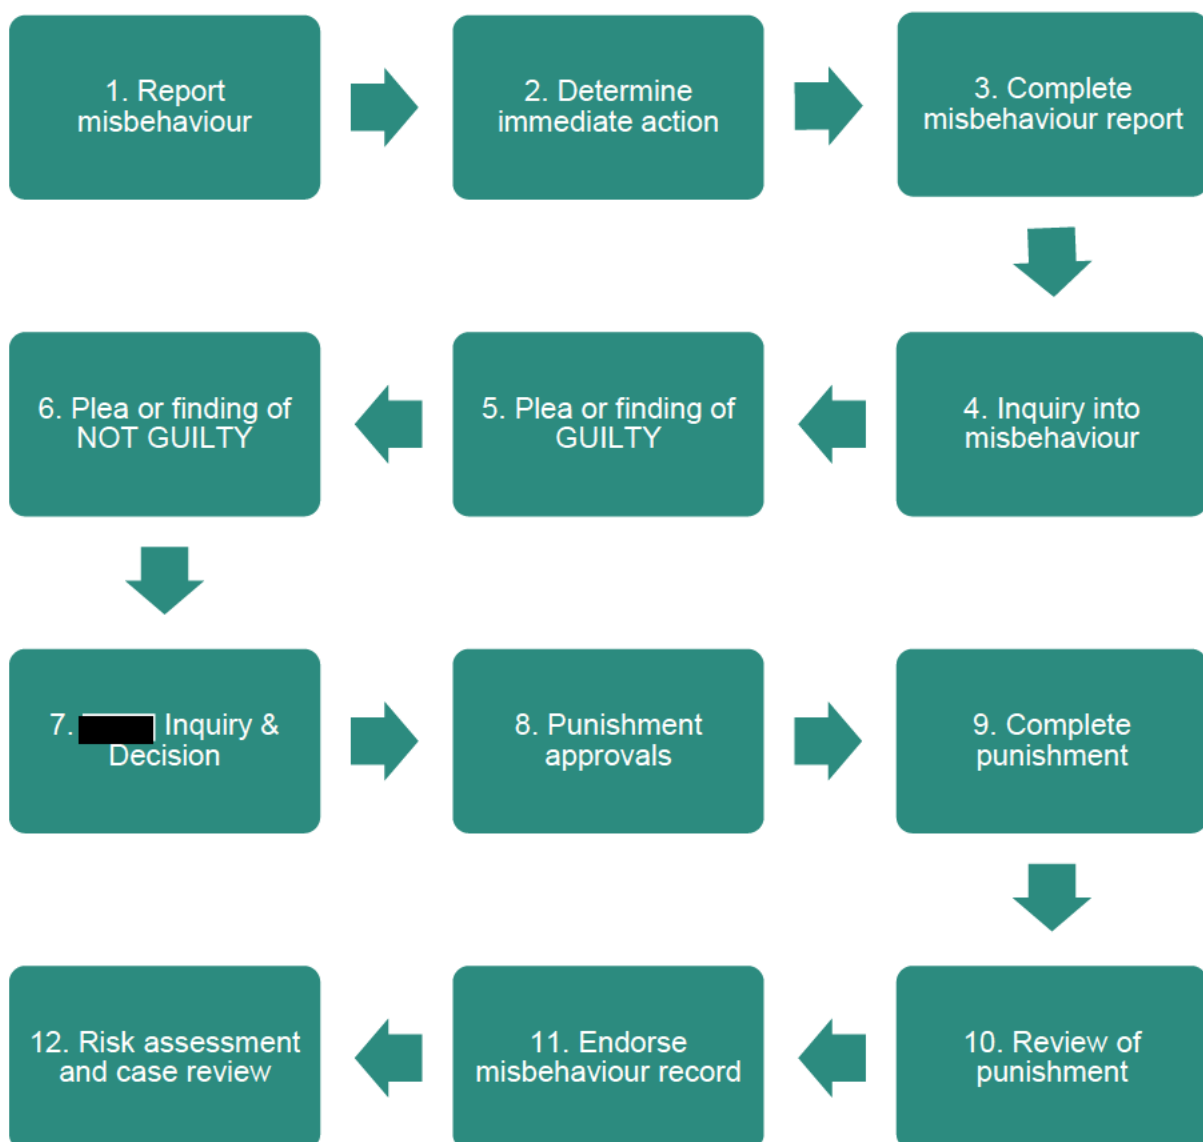 1. Report
misbehaviour
2. Determine
immediate action
3. Complete
misbehaviour report
4. Inquiry into
misbehaviour
5. Plea or finding of
GUILTY
6. Plea or finding of
NOT GUILTY
7. Inquiry &
Decision
8. Punishment
approvals
9. Complete
punishment
10. Review of
punishment
11. Endorse
misbehaviour record
12. Risk assessment
and case review